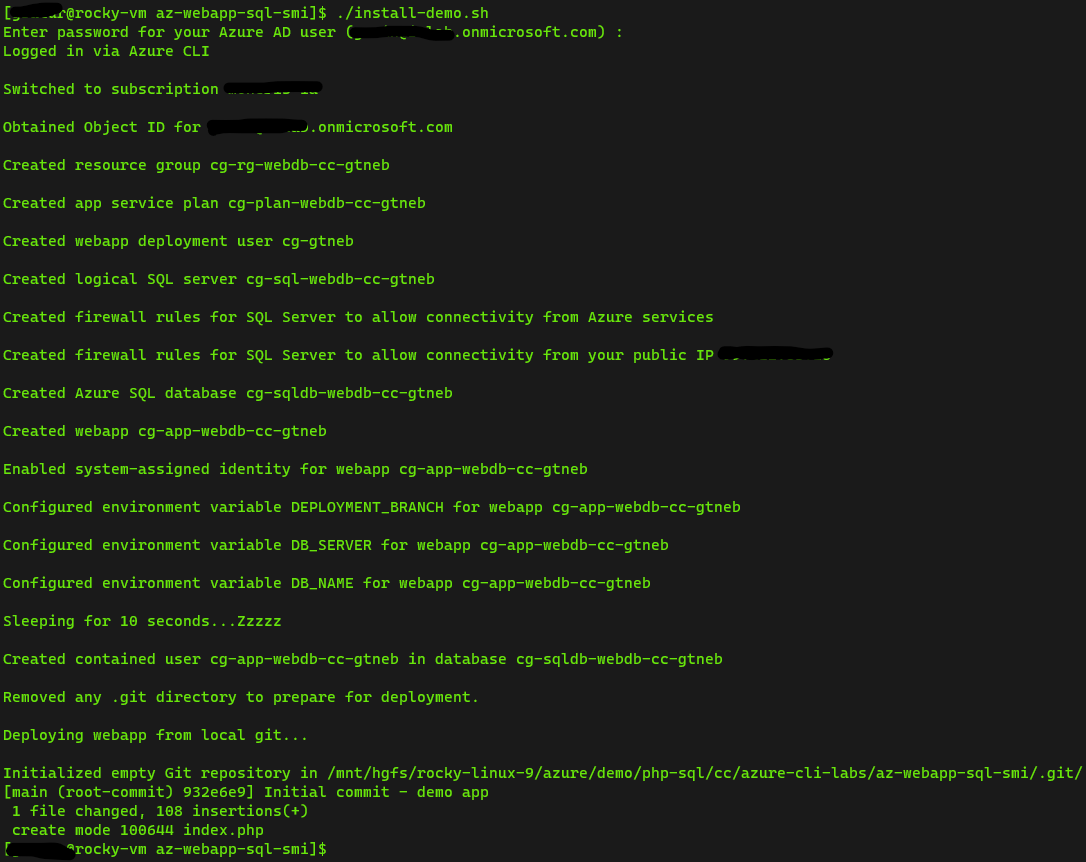 @rocky-vm az-webapp-sql-smi]$ ./install-demo.sh
Enter password for your Azure AD user ( .onmicrosoft.com) :
Logged in via Azure CLI
Switched to subscription
Obtained Object ID for .onmicrosoft.com
Created resource group cg-rg-webdb-cc-gtneb
Created app service plan cg-plan-webdb-cc-gtneb
Created webapp deployment user cg-gtneb
Created logical SQL server cg-sql-webdb-cc-gtneb
Created firewall rules for SQL Server to allow connectivity from Azure services
Created firewall rules for SQL Server to allow connectivity from your public IP
Created Azure SQL database cg-sqldb-webdb-cc-gtneb
Created webapp cg-app-webdb-cc-gtneb
Enabled system-assigned identity for webapp cg-app-webdb-cc-gtneb
Configured environment variable DEPLOYMENT_BRANCH for webapp cg-app-webdb-cc-gtneb
Configured environment variable DB_SERVER for webapp cg-app-webdb-cc-gtneb
Configured environment variable DB_NAME for webapp cg-app-webdb-cc-gtneb
Sleeping for 10 seconds...Zzzzz
Created contained user cg-app-webdb-cc-gtneb in database cg-sqldb-webdb-cc-gtneb
Removed any .git directory to prepare for deployment.
Deploying webapp from local git...
Initialized empty Git repository in /mnt/hgfs/rocky-linux-9/azure/demo/php-sql/cc/azure-cli-labs/az-webapp-sql-smi/.git/
[main (root-commit) 932e6e9] Initial commit - demo app
1 file changed, 108 insertions(+)
create mode 100644 index.php
[ rocky-vm az-webapp-sql-smi]$